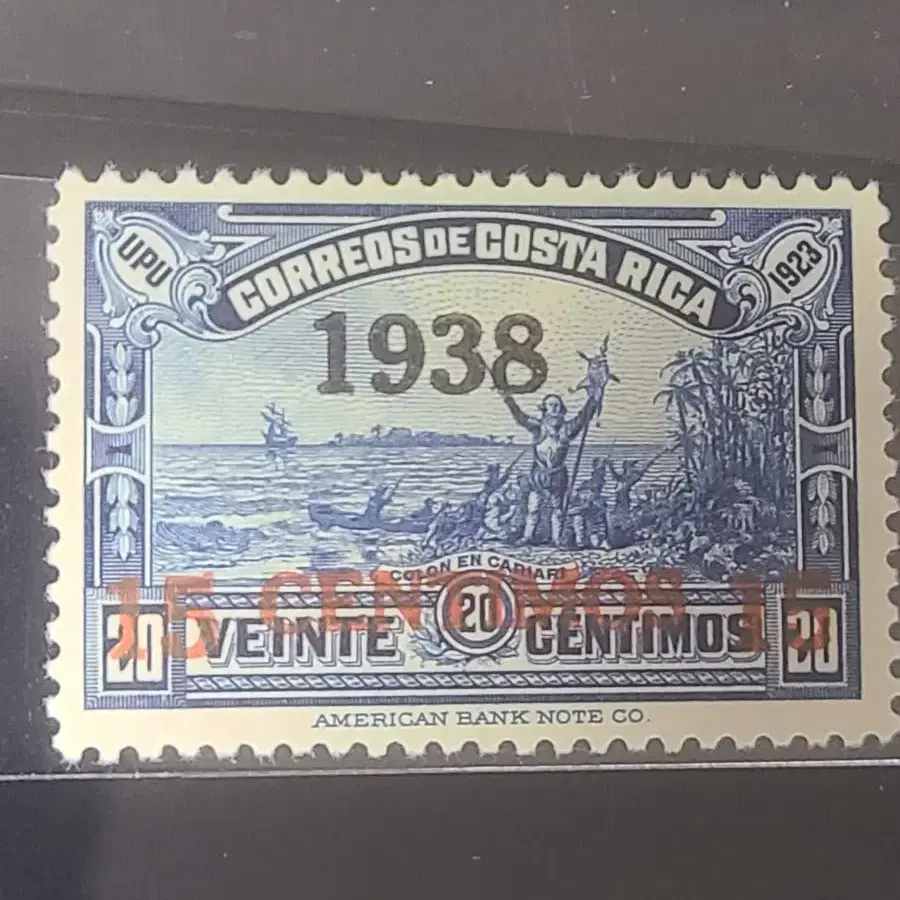 UPU
CORREOS DE COSTA RICA
1923
1938
COLON EN CARIARI
15 CENTIMOS 15
20 VEINTE 20 CENTIMOS 20
AMERICAN BANK NOTE CO.